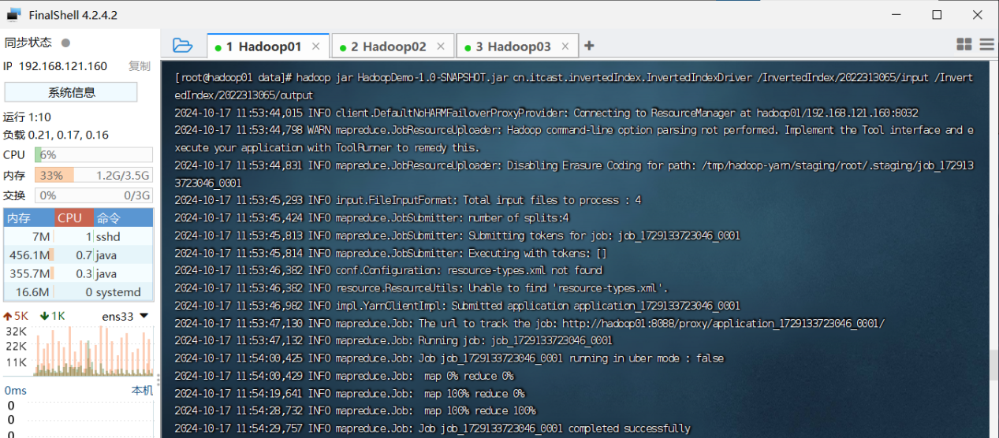 FinalShell 4.2.4.2
同步状态
IP 192.168.121.160 复制
系统信息
运行 1:10
负载 0.21, 0.17, 0.16
CPU 6%
内存 33% 1.2G/3.5G
交换 0% 0/3G
内存 CPU 命令
7M 1 sshd
456.1M 0.7 java
355.7M 0.3 java
16.6M 0 systemd
5K 1K ens33
32K
22K
11K
0ms 本机
0
0
0
1 Hadoop01 × 2 Hadoop02 × 3 Hadoop03 × +
[root@hadoop01 data]# hadoop jar HadoopDemo-1.0-SNAPSHOT.jar cn.itcast.invertedIndex.InvertedIndexDriver /InvertedIndex/2022313065/input /Invert
edIndex/2022313065/output
2024-10-17 11:53:44,015 INFO client.DefaultNoHARMFailoverProxyProvider: Connecting to ResourceManager at hadoop01/192.168.121.160:8032
2024-10-17 11:53:44,798 WARN mapreduce.JobResourceUploader: Hadoop command-line option parsing not performed. Implement the Tool interface and e
xecute your application with ToolRunner to remedy this.
2024-10-17 11:53:44,831 INFO mapreduce.JobResourceUploader: Disabling Erasure Coding for path: /tmp/hadoop-yarn/staging/root/.staging/job_172913
3723046_0001
2024-10-17 11:53:45,293 INFO input.FileInputFormat: Total input files to process : 4
2024-10-17 11:53:45,424 INFO mapreduce.JobSubmitter: number of splits:4
2024-10-17 11:53:45,813 INFO mapreduce.JobSubmitter: Submitting tokens for job: job_1729133723046_0001
2024-10-17 11:53:45,814 INFO mapreduce.JobSubmitter: Executing with tokens: []
2024-10-17 11:53:46,382 INFO conf.Configuration: resource-types.xml not found
2024-10-17 11:53:46,382 INFO resource.ResourceUtils: Unable to find 'resource-types.xml'.
2024-10-17 11:53:46,982 INFO impl.YarnClientImpl: Submitted application application_1729133723046_0001
2024-10-17 11:53:47,130 INFO mapreduce.Job: The url to track the job: http://hadoop01:8088/proxy/application_1729133723046_0001/
2024-10-17 11:53:47,132 INFO mapreduce.Job: Running job: job_1729133723046_0001
2024-10-17 11:54:00,425 INFO mapreduce.Job: Job job_1729133723046_0001 running in uber mode : false
2024-10-17 11:54:00,429 INFO mapreduce.Job:  map 0% reduce 0%
2024-10-17 11:54:19,641 INFO mapreduce.Job:  map 100% reduce 0%
2024-10-17 11:54:28,732 INFO mapreduce.Job:  map 100% reduce 100%
2024-10-17 11:54:29,757 INFO mapreduce.Job: Job job_1729133723046_0001 completed successfully